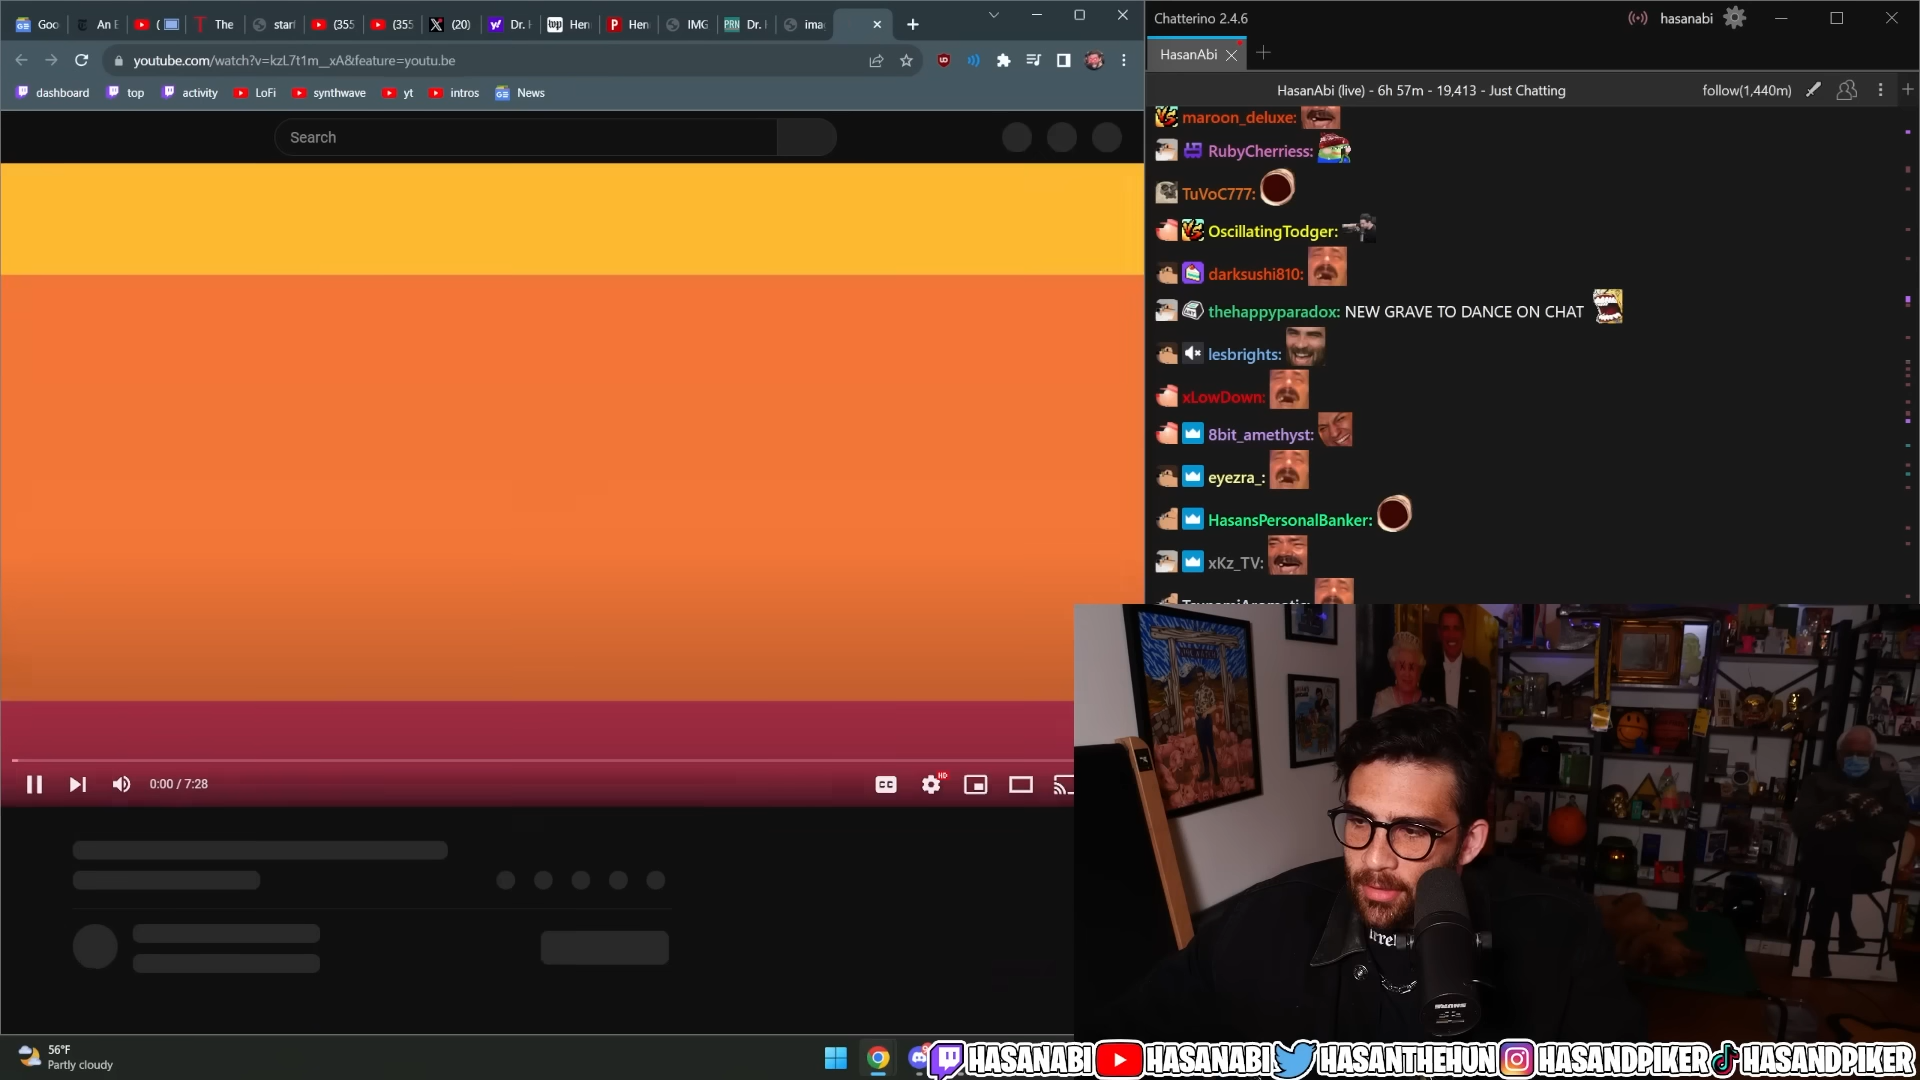 Goo
An E
(
The
star
(355
(355
(20)
Dr. H
Hen
Hen
IMG
Dr. H
ima
youtube.com/watch?v=kzL7t1m__xA&feature=youtu.be
dashboard
top
activity
LoFi
synthwave
yt
intros
News
Search
0:00 / 7:28
CC
HD
56°F
Partly cloudy
Chatterino 2.4.6
hasanabi
HasanAbi
HasanAbi (live) - 6h 57m - 19,413 - Just Chatting
follow(1,440m)
maroon_deluxe:
RubyCherriess:
TuVoC777:
OscillatingTodger:
darksushi810:
thehappyparadox: NEW GRAVE TO DANCE ON CHAT
lesbrights:
xLowDown:
8bit_amethyst:
eyezra_:
HasansPersonalBanker:
xKz_TV:
HASANABI
HASANABI
HASANTHEHUN
HASANDPIKER
HASANDPIKER